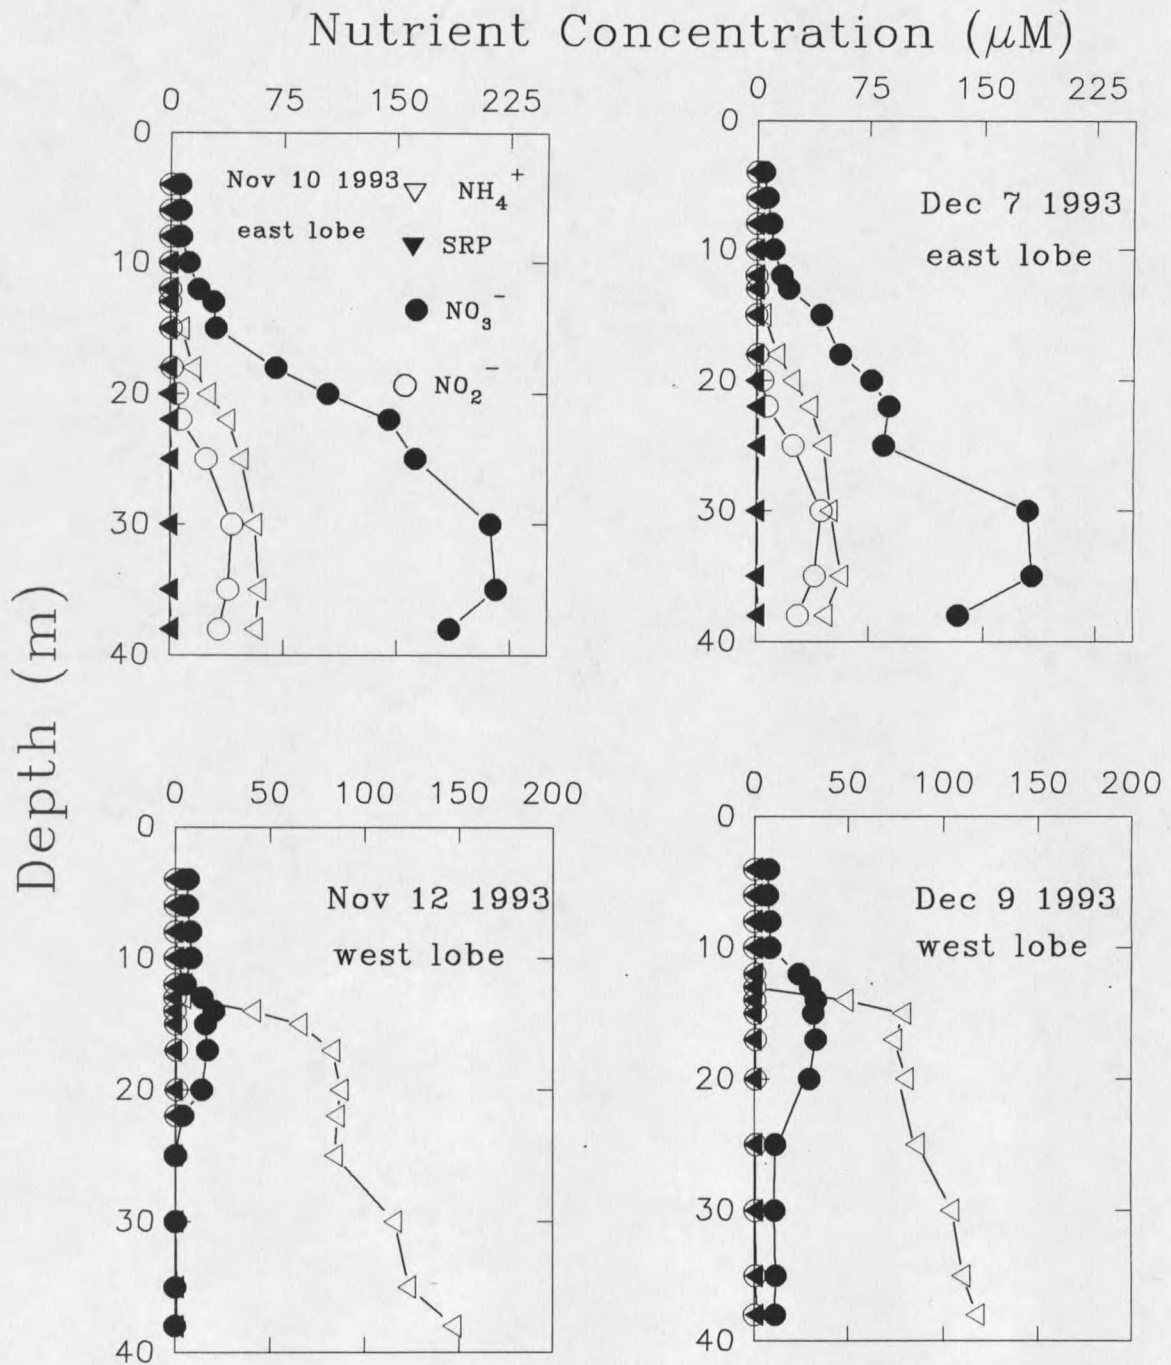 Nutrient Concentration (μM)
0 75 150 225
0
10
20
30
40
Nov 10 1993
east lobe
NH₄⁺
SRP
NO₃⁻
NO₂⁻
0 75 150 225
0
10
20
30
40
Dec 7 1993
east lobe
Depth (m)
0 50 100 150 200
0
10
20
30
40
Nov 12 1993
west lobe
0 50 100 150 200
0
10
20
30
40
Dec 9 1993
west lobe